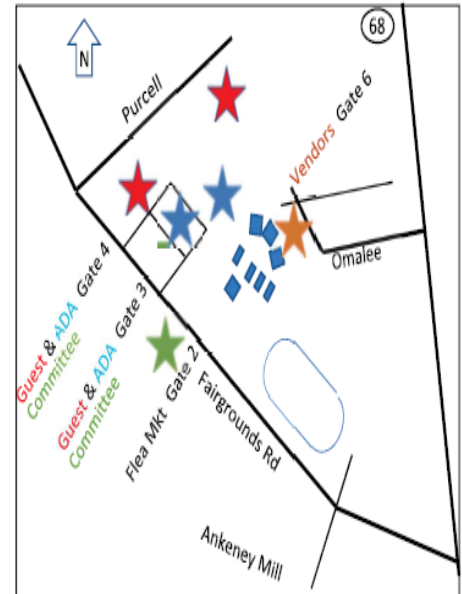 68
N
Purcell
Vendors Gate 6
Omalee
Guest & ADA Gate 4
Committee
Guest & ADA Gate 3
Committee
Flea Mkt Gate 2
Fairgrounds Rd
Ankeney Mill